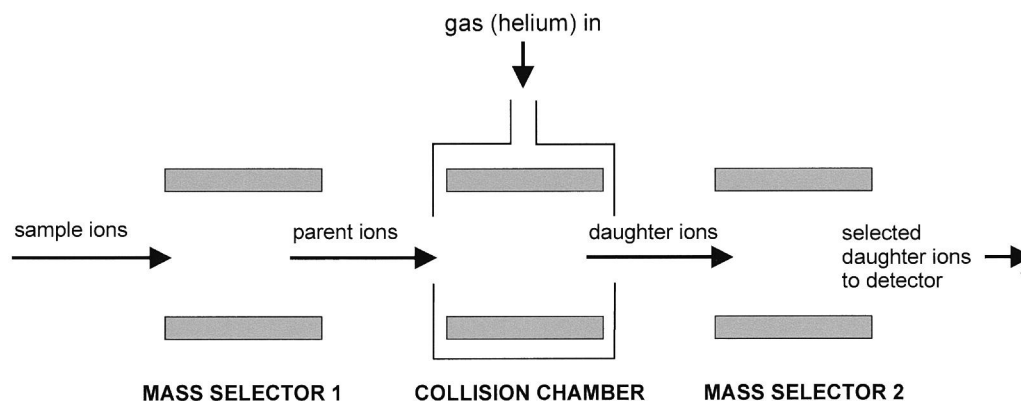 gas (helium) in
sample ions
parent ions
daughter ions
selected
daughter ions
to detector
MASS SELECTOR 1
COLLISION CHAMBER
MASS SELECTOR 2